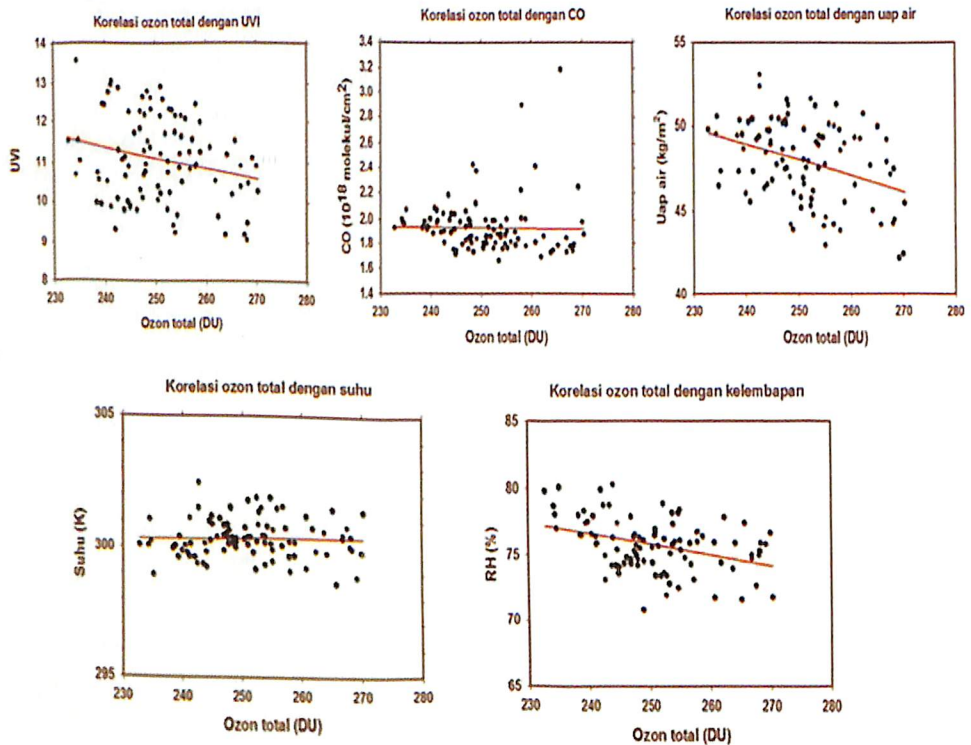 Korelasi ozon total dengan UVI
14
13
12
11
10
9
8
UVI
230 240 250 260 270 280
Ozon total (DU)
Korelasi ozon total dengan CO
3.4
3.2
3.0
2.8
2.6
2.4
2.2
2.0
1.8
1.6
1.4
CO (10^18 molekul/cm^2)
230 240 250 260 270 280
Ozon total (DU)
Korelasi ozon total dengan uap air
55
50
45
40
Uap air (kg/m^2)
230 240 250 260 270 280
Ozon total (DU)
Korelasi ozon total dengan suhu
305
300
295
Suhu (K)
230 240 250 260 270 280
Ozon total (DU)
Korelasi ozon total dengan kelembapan
85
80
75
70
65
RH (%)
230 240 250 260 270 280
Ozon total (DU)